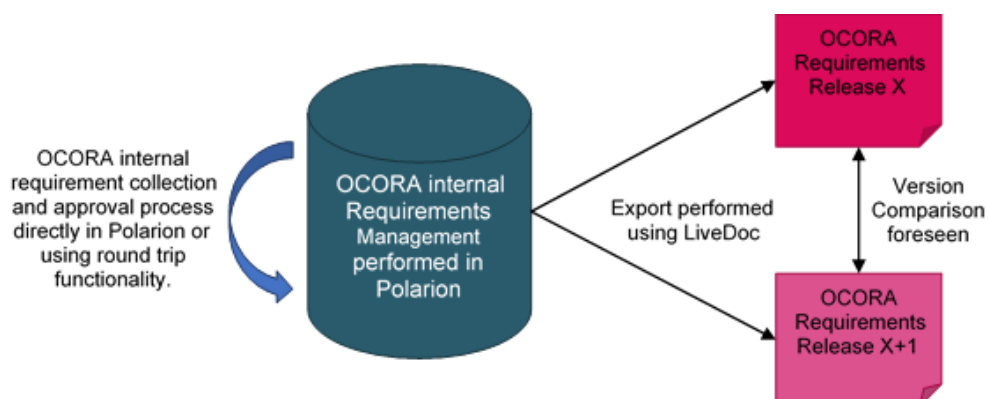 OCORA internal
requirement collection
and approval process
directly in Polarion or
using round trip
functionality.
OCORA internal
Requirements
Management
performed in
Polarion
Export performed
using LiveDoc
OCORA
Requirements
Release X
Version
Comparison
foreseen
OCORA
Requirements
Release X+1